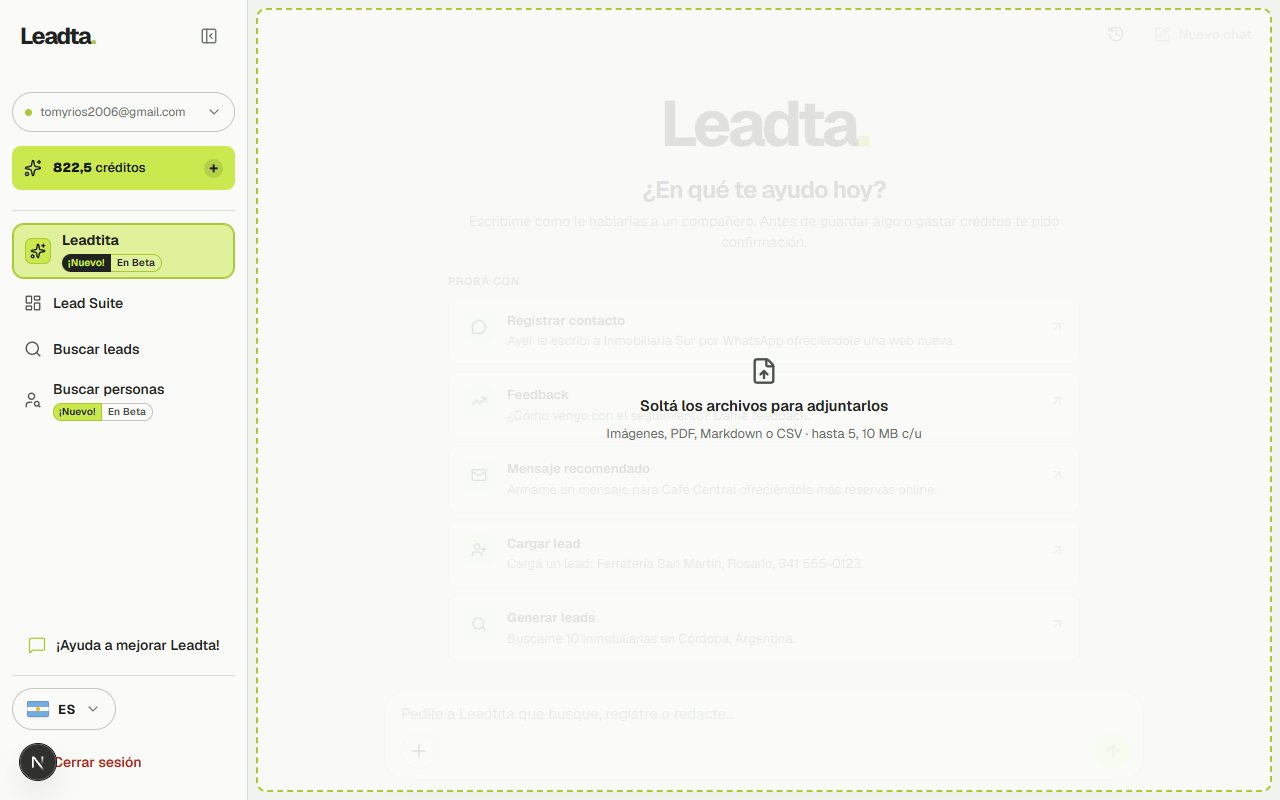 Leadta.
tomyrios2006@gmail.com
822,5 créditos
Leadtita
¡Nuevo! En Beta
Lead Suite
Buscar leads
Buscar personas
¡Nuevo! En Beta
¡Ayuda a mejorar Leadta!
ES
N
Cerrar sesión
Nuevo chat
Leadta.
¿En qué te ayudo hoy?
Escribime como le hablarías a un compañero. Antes de guardar algo o gastar créditos te pido
confirmación.
PROBÁ CON
Registrar contacto
Ayer le escribí a Inmobiliaria Sur por WhatsApp ofreciéndole una web nueva.
Feedback
¿Cómo vengo con el seguimiento? Dame feedback.
Soltá los archivos para adjuntarlos
Imágenes, PDF, Markdown o CSV · hasta 5, 10 MB c/u
Mensaje recomendado
Armame un mensaje para Café Central ofreciéndole más reservas online.
Cargar lead
Cargá un lead: Ferretería San Martín, Rosario, 341 555-0123.
Generar leads
Buscame 10 inmobiliarias en Córdoba, Argentina.
Pedile a Leadtita que busque, registre o redacte...